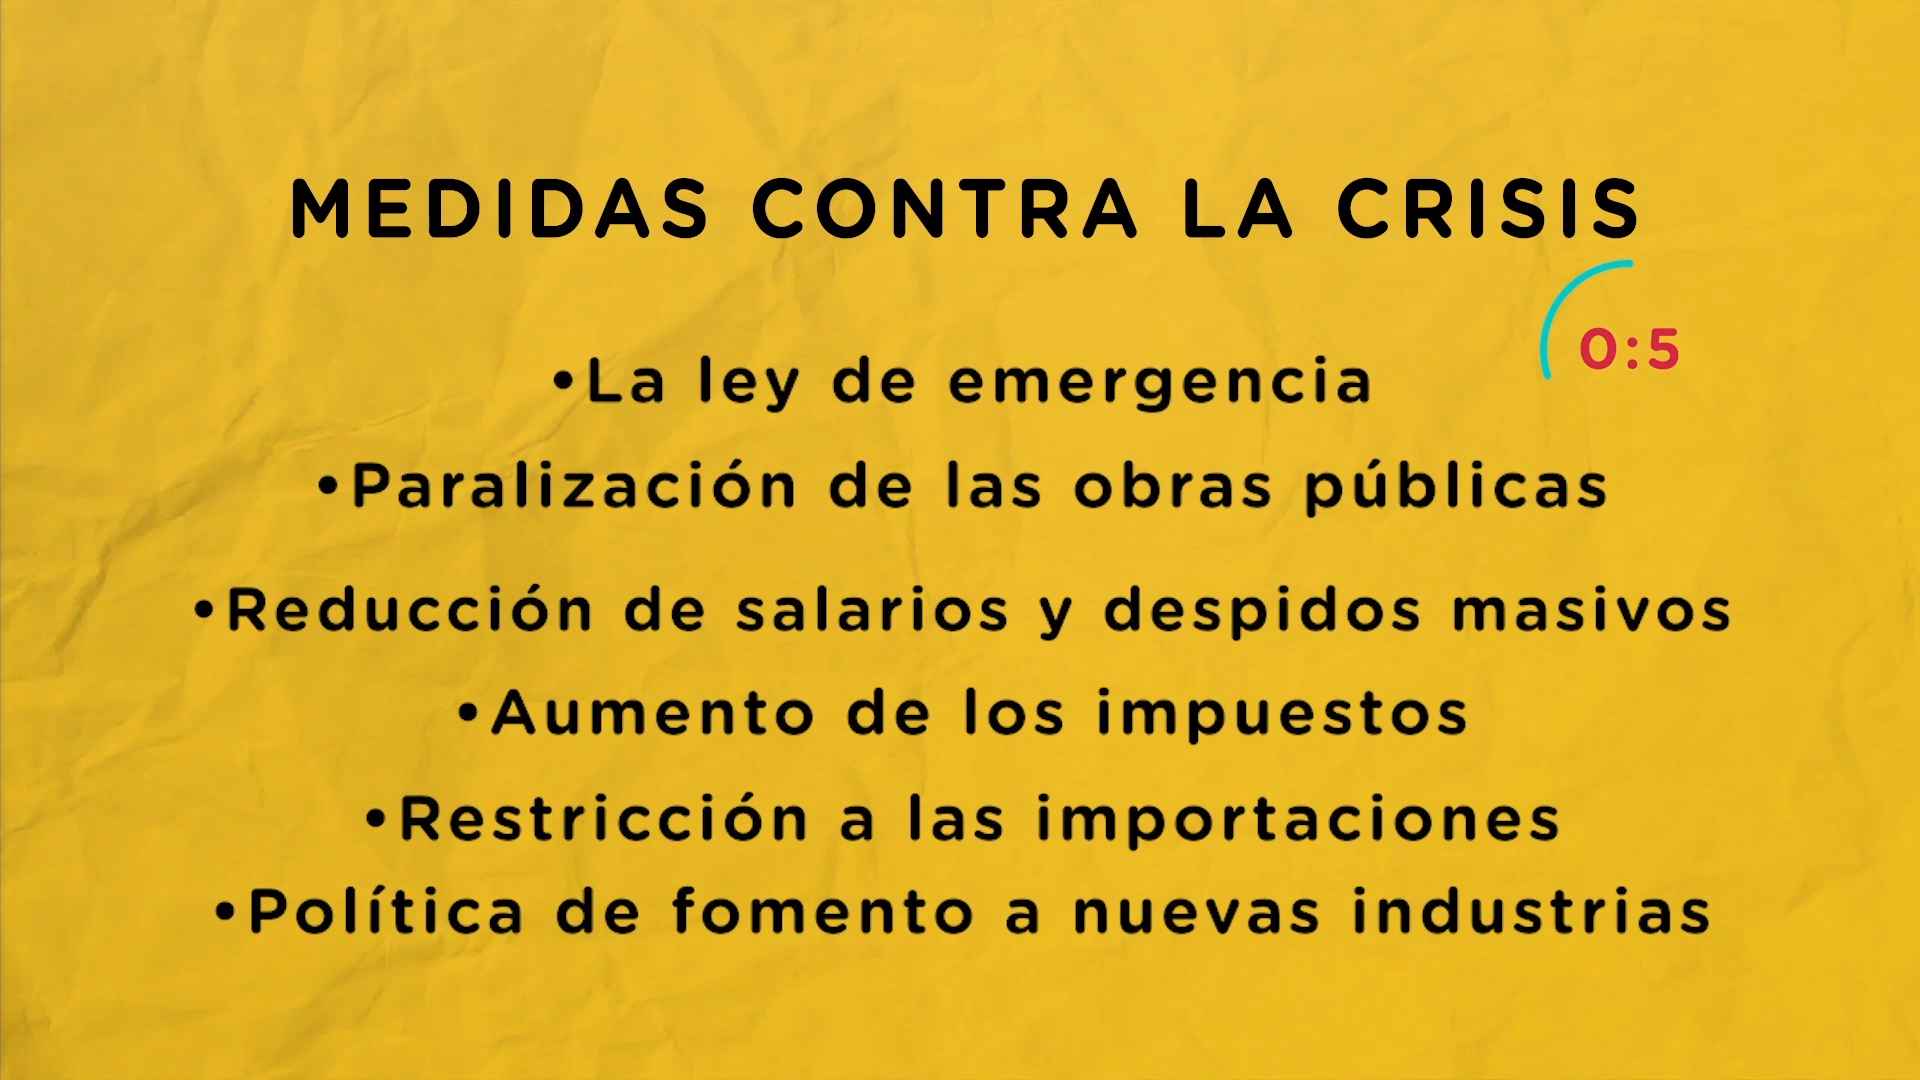 MEDIDAS CONTRA LA CRISIS
0:5
•La ley de emergencia
•Paralización de las obras públicas
•Reducción de salarios y despidos masivos
•Aumento de los impuestos
•Restricción a las importaciones
•Política de fomento a nuevas industrias